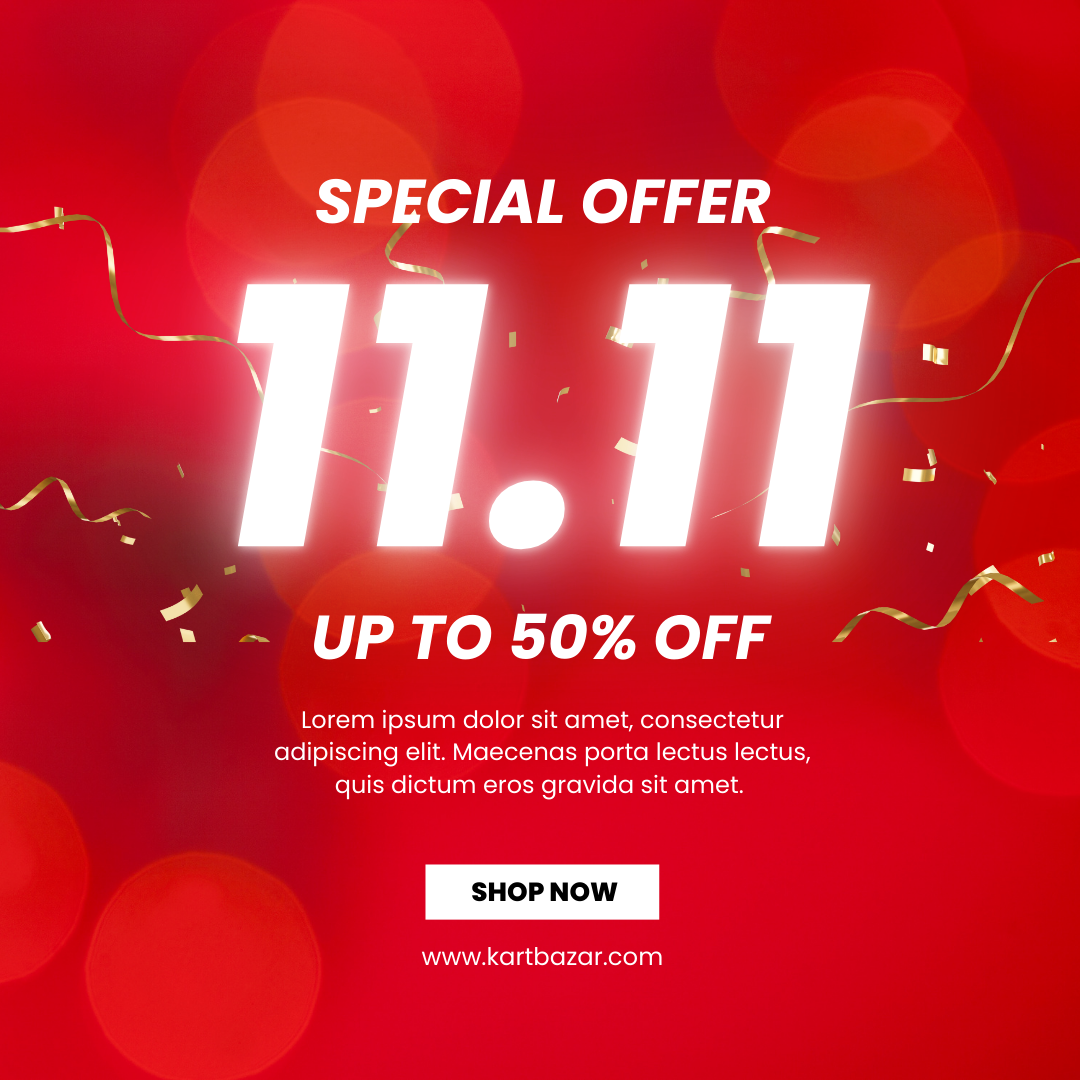 SPECIAL OFFER
11.11
UP TO 50% OFF
Lorem ipsum dolor sit amet, consectetur
adipiscing elit. Maecenas porta lectus lectus,
quis dictum eros gravida sit amet.
SHOP NOW
www.kartbazar.com